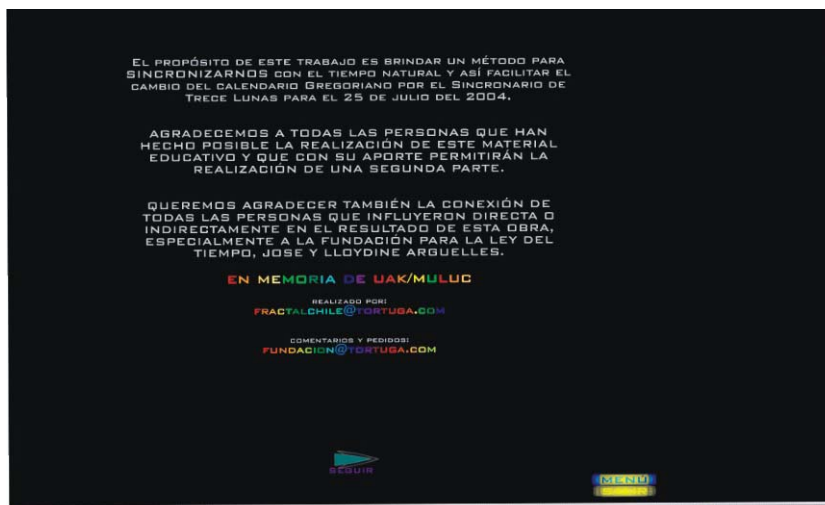 EL PROPÓSITO DE ESTE TRABAJO ES BRINDAR UN MÉTODO PARA
SINCRONIZARNOS CON EL TIEMPO NATURAL Y ASÍ FACILITAR EL
CAMBIO DEL CALENDARIO GREGORIANO POR EL SINCRONARIO DE
TRECE LUNAS PARA EL 25 DE JULIO DEL 2004.
AGRADECEMOS A TODAS LAS PERSONAS QUE HAN
HECHO POSIBLE LA REALIZACIÓN DE ESTE MATERIAL
EDUCATIVO Y QUE CON SU APORTE PERMITIRÁN LA
REALIZACIÓN DE UNA SEGUNDA PARTE.
QUEREMOS AGRADECER TAMBIÉN LA CONEXIÓN DE
TODAS LAS PERSONAS QUE INFLUYERON DIRECTA O
INDIRECTAMENTE EN EL RESULTADO DE ESTA OBRA,
ESPECIALMENTE A LA FUNDACIÓN PARA LA LEY DEL
TIEMPO, JOSE Y LLOYDINE ARGUELLES.
EN MEMORIA DE UAK/MULUC
REALIZADO POR:
FRACTALCHILE@TORTUGA.COM
COMENTARIOS Y PEDIDOS:
FUNDACION@TORTUGA.COM
SEGUIR
MENÚ